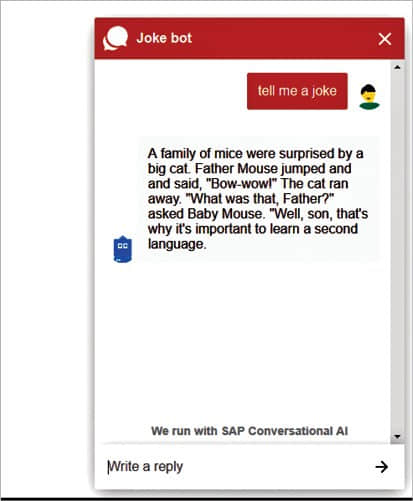 Joke bot
tell me a joke
A family of mice were surprised by a
big cat. Father Mouse jumped and
and said, "Bow-wow!" The cat ran
away. "What was that, Father?"
asked Baby Mouse. "Well, son, that's
why it's important to learn a second
language.
We run with SAP Conversational AI
Write a reply